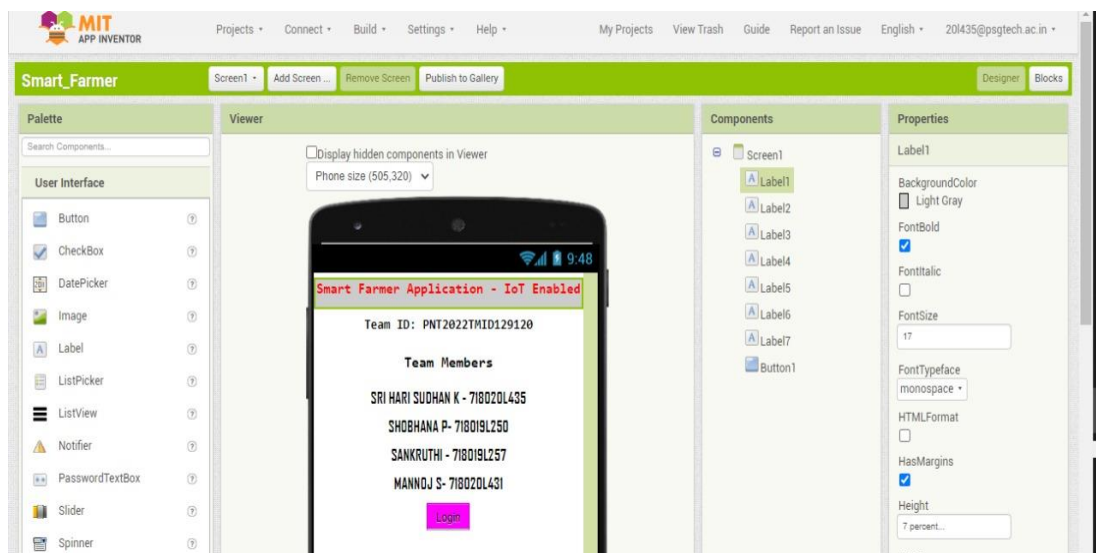 MIT
APP INVENTOR
Projects Connect Build Settings Help My Projects View Trash Guide Report an Issue English 20l435@psgtech.ac.in
Smart_Farmer Screen1 Add Screen ... Remove Screen Publish to Gallery Designer Blocks
Palette
Search Components...
User Interface
Button
CheckBox
DatePicker
Image
Label
ListPicker
ListView
Notifier
PasswordTextBox
Slider
Spinner
Viewer
Display hidden components in Viewer
Phone size (505,320)
9:48
Smart Farmer Application - IoT Enabled
Team ID: PNT2022TMID129120
Team Members
SRI HARI SUDHAN K - 718020L435
SHOBHANA P- 718019L250
SANKRUTHI - 718019L257
MANNOJ S- 718020L431
Login
Components
Screen1
Label1
Label2
Label3
Label4
Label5
Label6
Label7
Button1
Properties
Label1
BackgroundColor
Light Gray
FontBold
FontItalic
FontSize
17
FontTypeface
monospace
HTMLFormat
HasMargins
Height
7 percent...